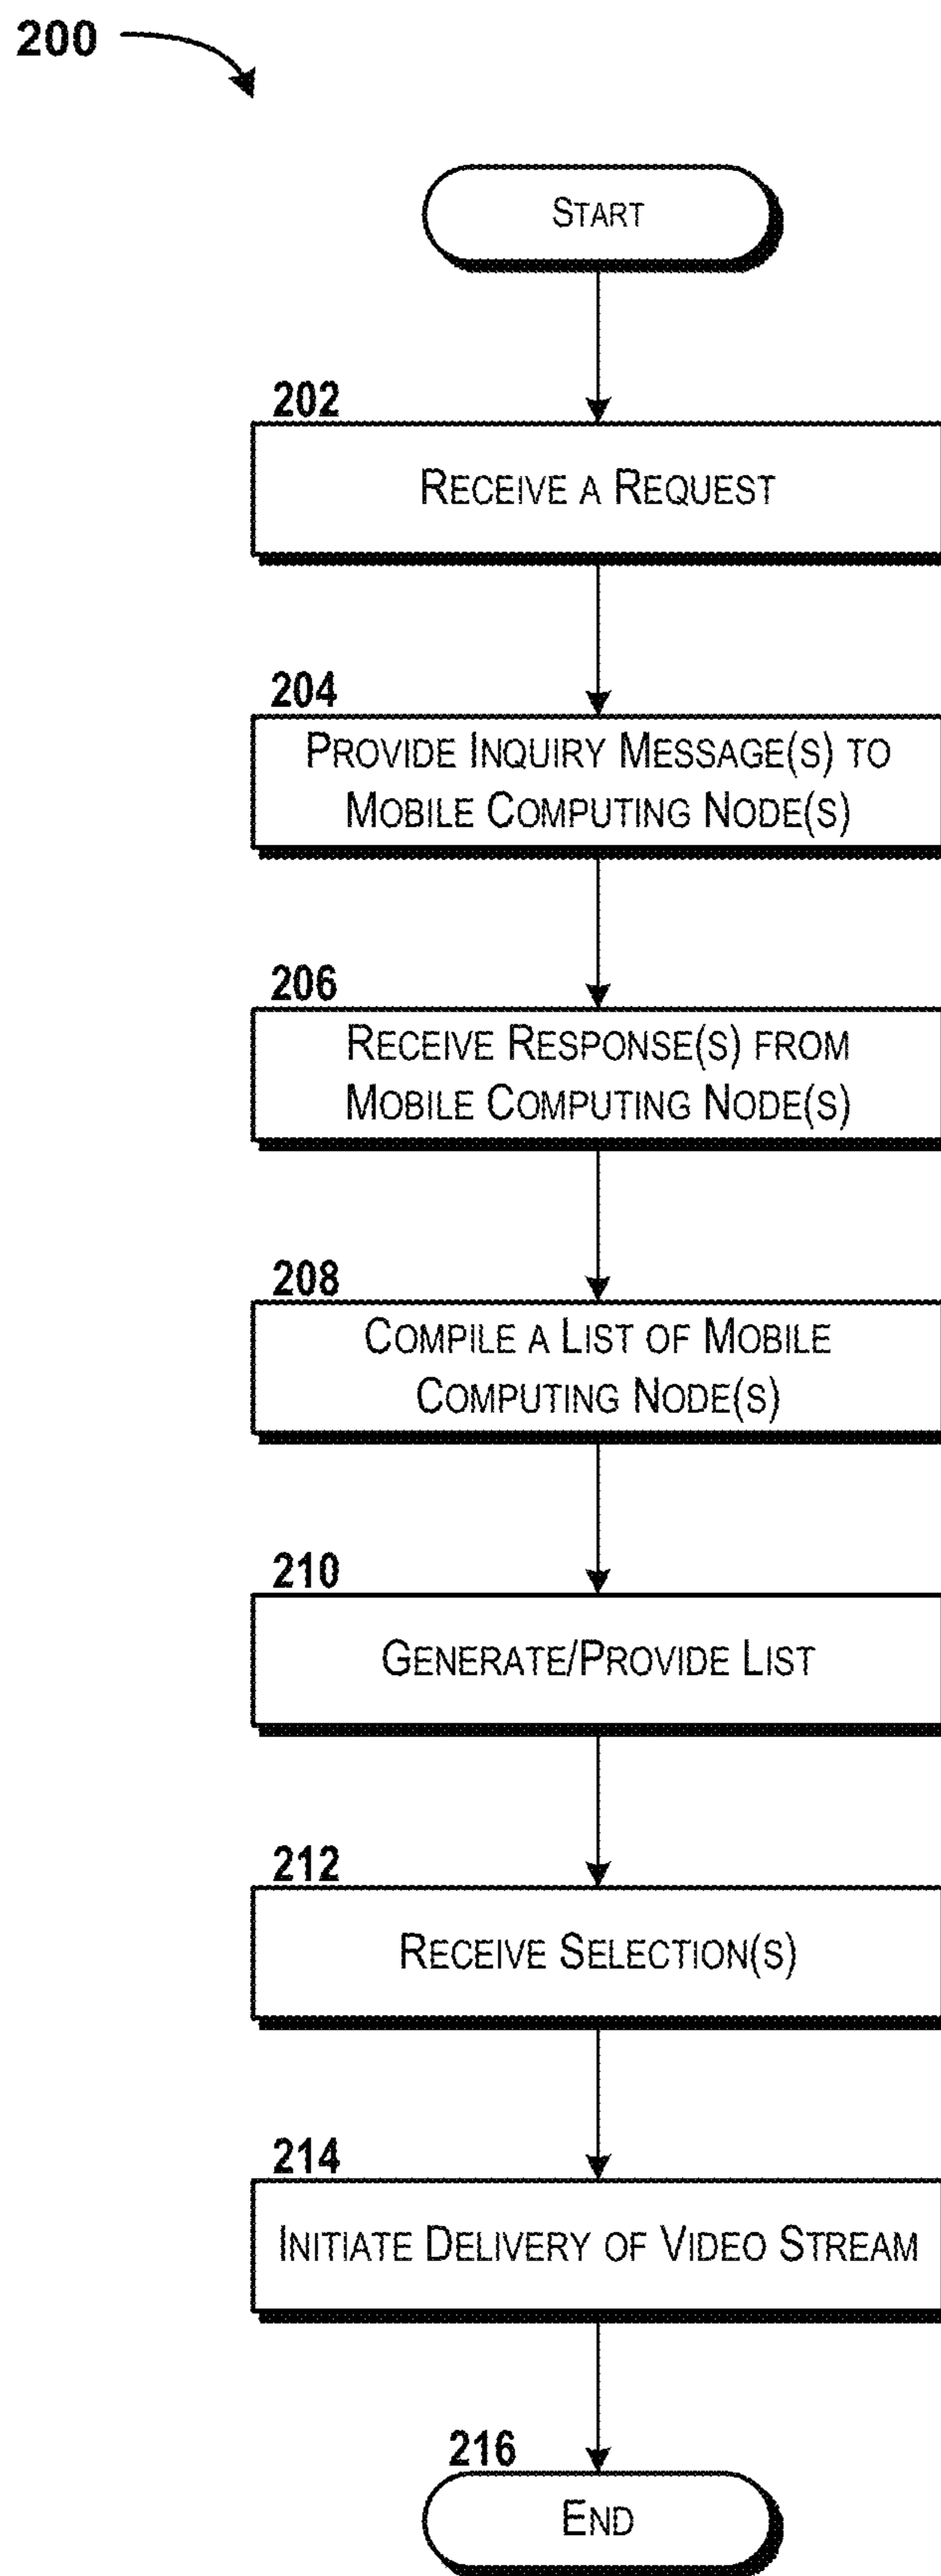 200
START
202
RECEIVE A REQUEST
204
PROVIDE INQUIRY MESSAGE(S) TO
MOBILE COMPUTING NODE(S)
206
RECEIVE RESPONSE(S) FROM
MOBILE COMPUTING NODE(S)
208
COMPILE A LIST OF MOBILE
COMPUTING NODE(S)
210
GENERATE/PROVIDE LIST
212
RECEIVE SELECTION(S)
214
INITIATE DELIVERY OF VIDEO STREAM
216
END